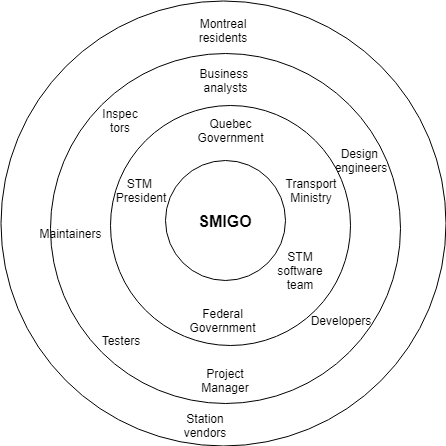 Montreal
residents
Business
analysts
Inspec
tors
Quebec
Government
Design
engineers
STM
President
Transport
Ministry
SMIGO
Maintainers
STM
software
team
Federal
Government
Developers
Testers
Project
Manager
Station
vendors